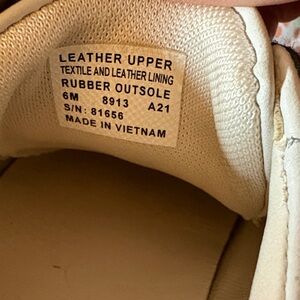 LEATHER UPPER
TEXTILE AND LEATHER LINING
RUBBER OUTSOLE
6M 8913 A21
S/N: 81656
MADE IN VIETNAM